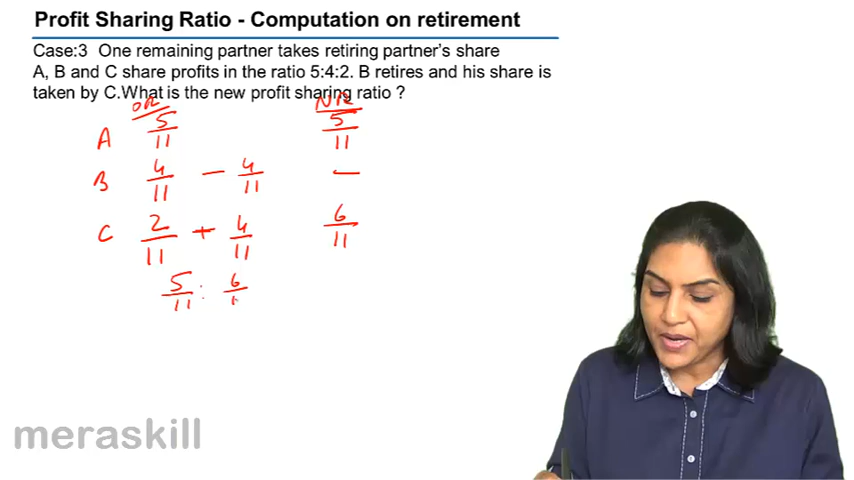 Profit Sharing Ratio - Computation on retirement
Case:3 One remaining partner takes retiring partner's share
A, B and C share profits in the ratio 5:4:2. B retires and his share is
taken by C.What is the new profit sharing ratio ?
OR NR
A 5/11 5/11
B 4/11 - 4/11 -
C 2/11 + 4/11 6/11
5/11 : 6/1
meraskill